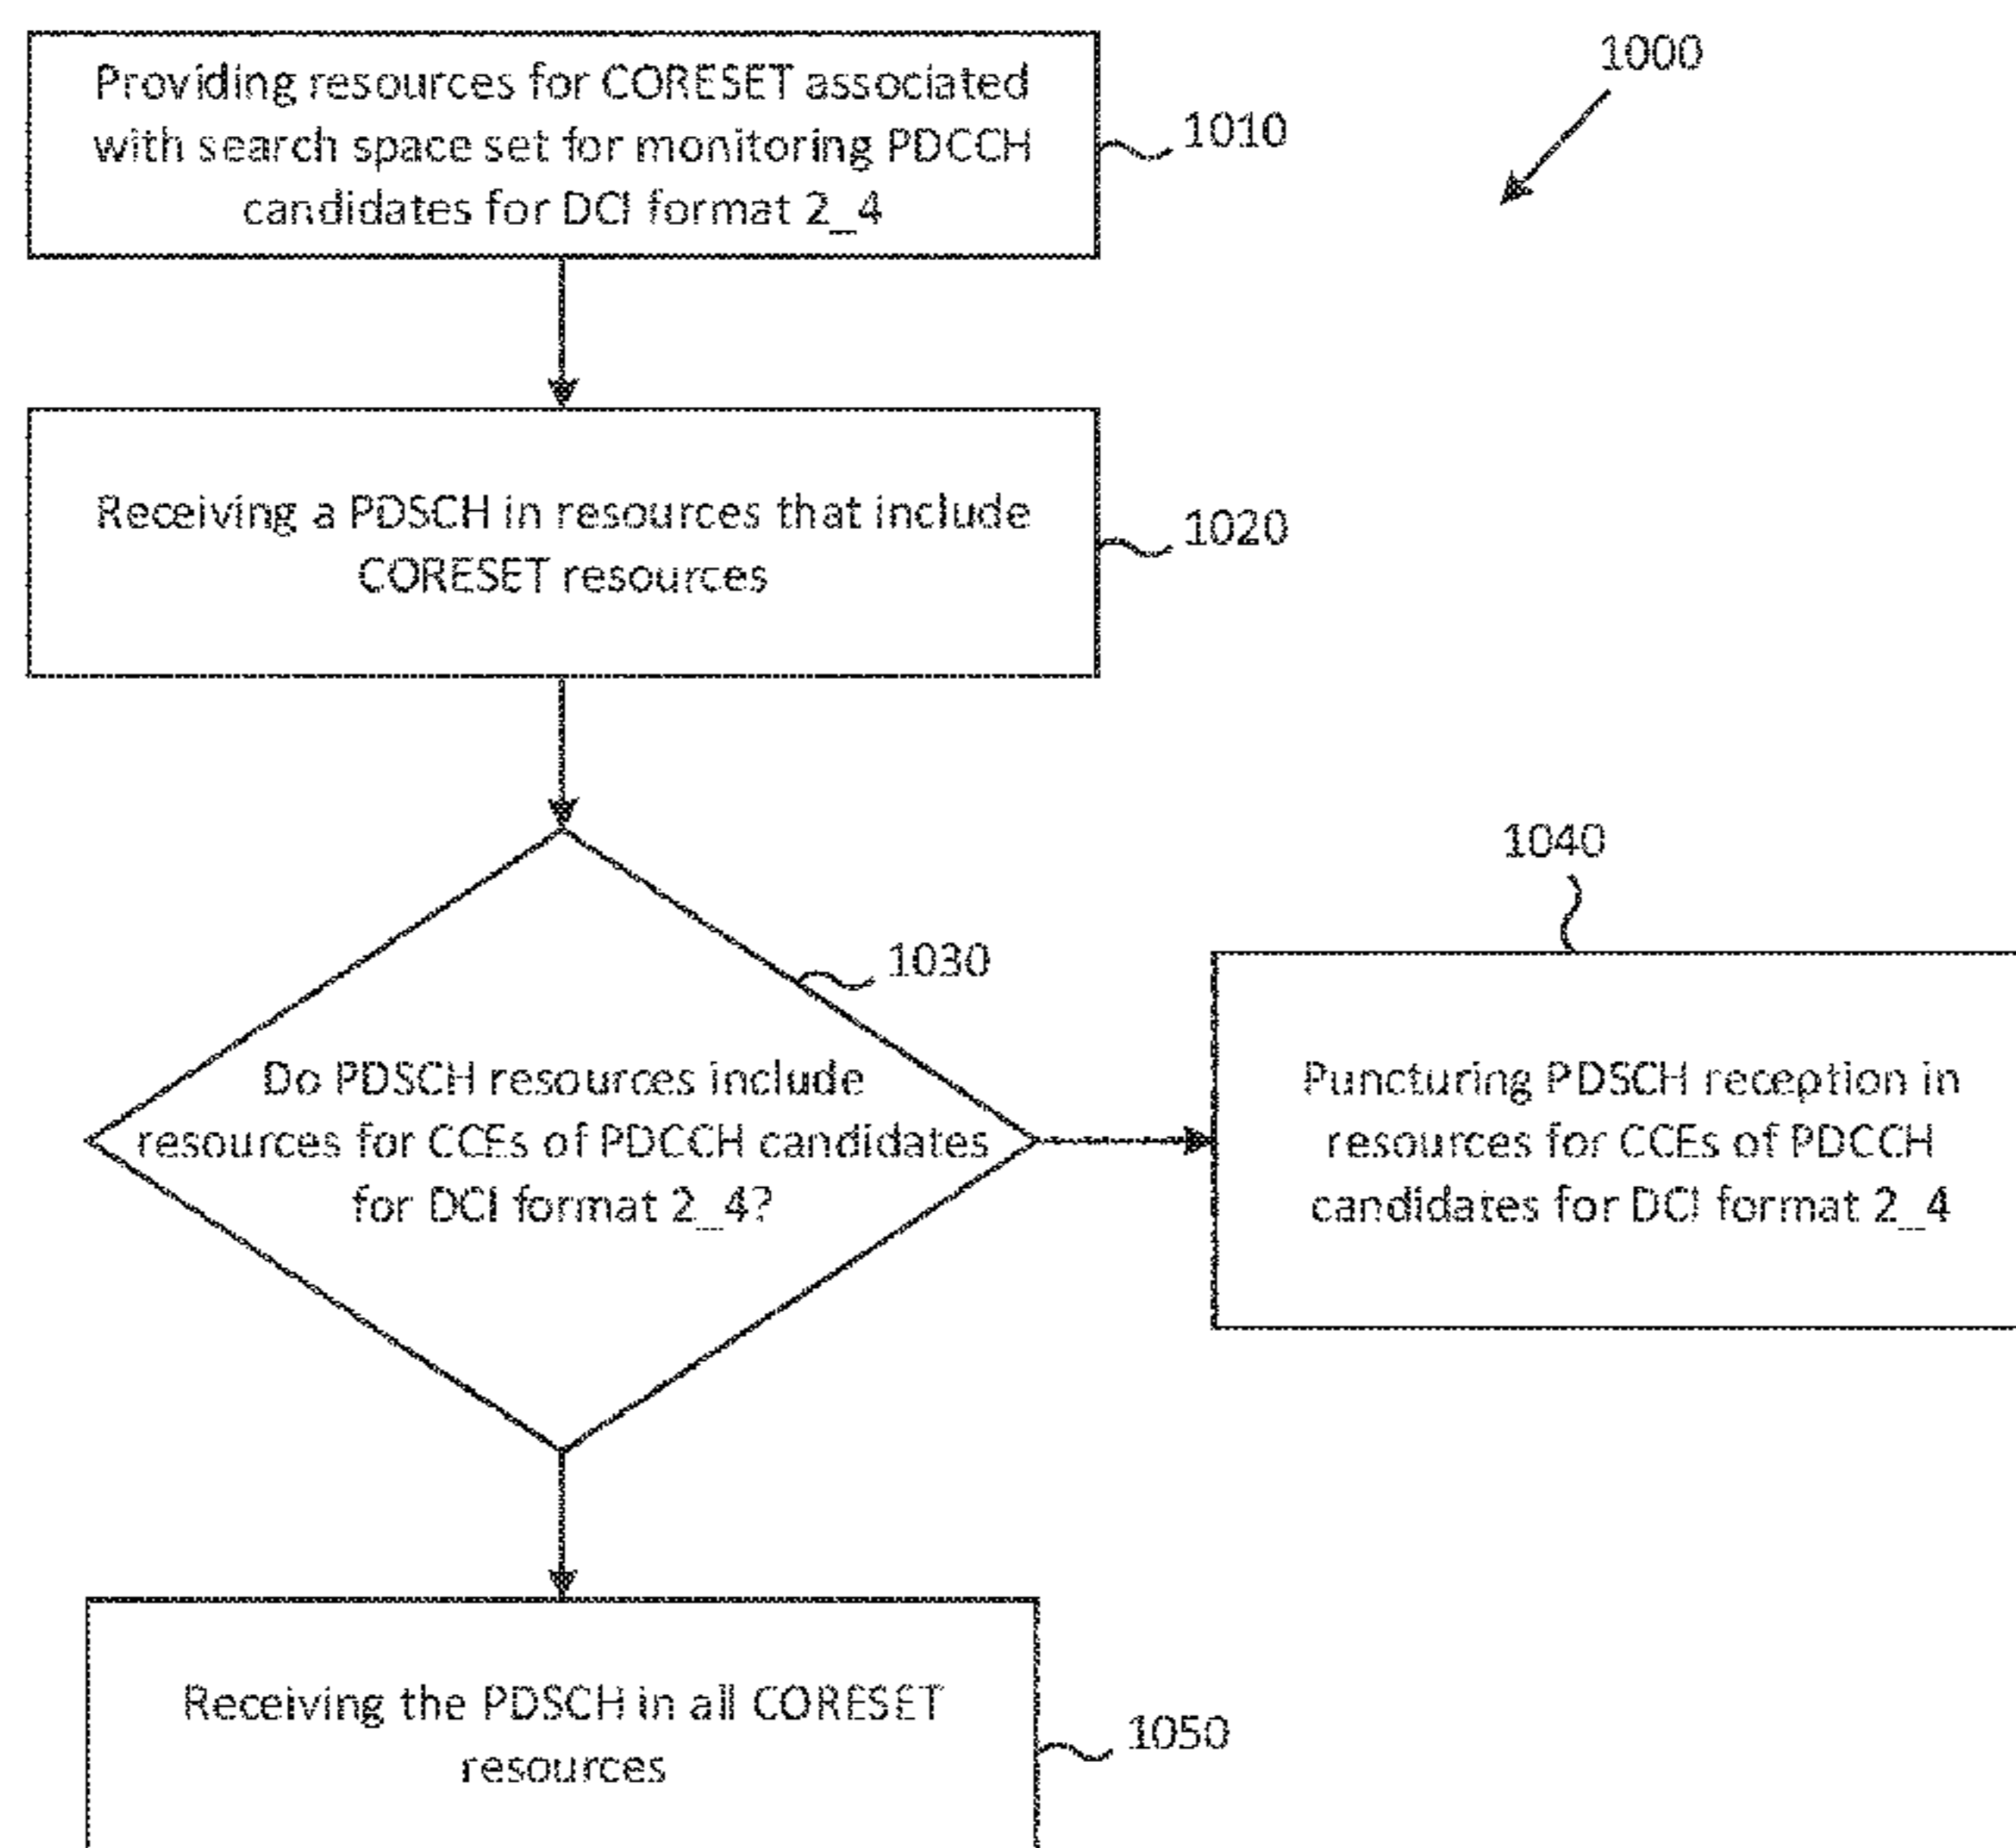 1000
Providing resources for CORESET associated
with search space set for monitoring PDCCH
candidates for DCI format 2_4
1010
Receiving a PDSCH in resources that include
CORESET resources
1020
1030
Do PDSCH resources include
resources for CCEs of PDCCH candidates
for DCI format 2_4?
1040
Puncturing PDSCH reception in
resources for CCEs of PDCCH
candidates for DCI format 2_4
Receiving the PDSCH in all CORESET
resources
1050